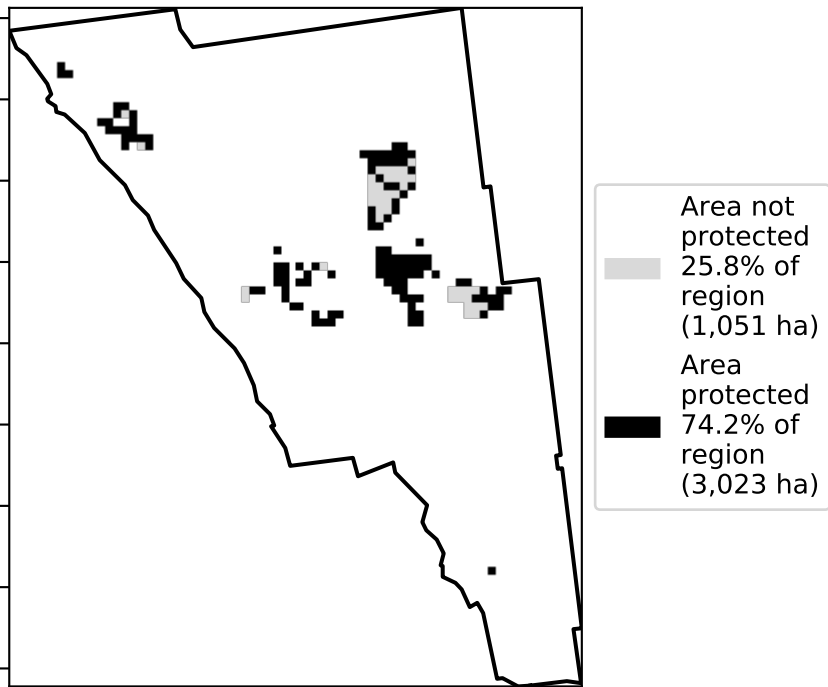 Area not
protected
25.8% of
region
(1,051 ha)
Area
protected
74.2% of
region
(3,023 ha)